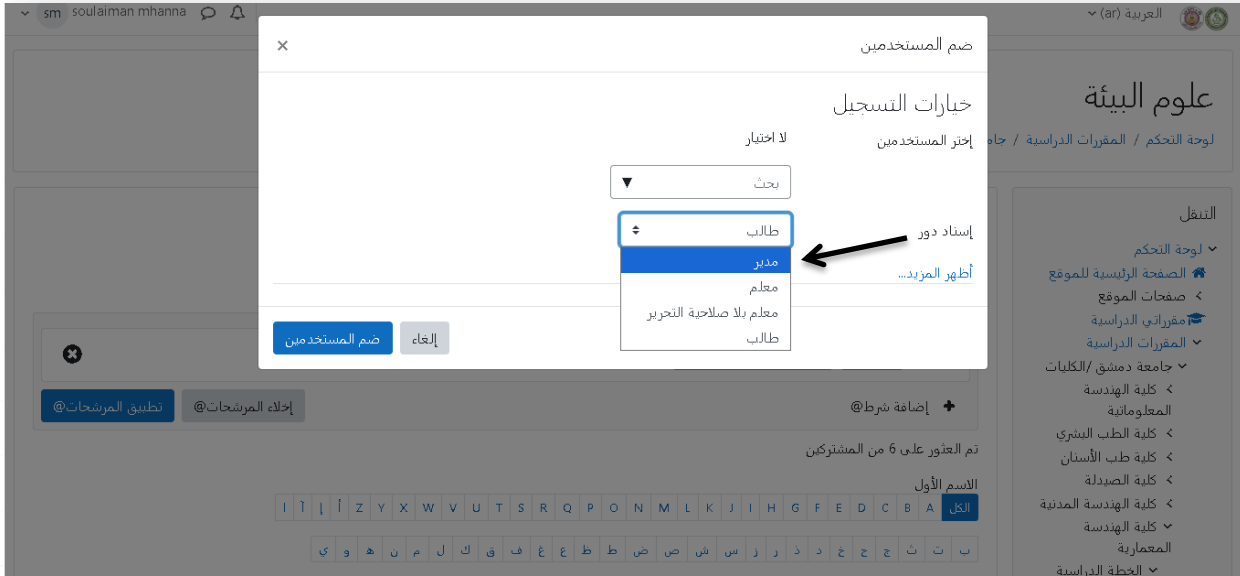 العربية (ar)
soulaiman mhanna
sm
ضم المستخدمين
×
علوم البيئة
لوحة التحكم / المقررات الدراسية / جام
خيارات التسجيل
إختر المستخدمين
لا اختيار
بحث ▼
إسناد دور
طالب
مدير
معلم
معلم بلا صلاحية التحرير
طالب
أظهر المزيد...
إلغاء
ضم المستخدمين
التنقل
لوحة التحكم
الصفحة الرئيسية للموقع
صفحات الموقع
مقرراتي الدراسية
المقررات الدراسية
جامعة دمشق /الكليات
كلية الهندسة
المعلوماتية
كلية الطب البشري
كلية طب الأسنان
كلية الصيدلة
كلية الهندسة المدنية
كلية الهندسة
المعمارية
الخطة الدراسية
إضافة شرط@
إخلاء المرشحات@
تطبيق المرشحات@
تم العثور على 6 من المشتركين
الاسم الأول
الكل A B C D E F G H I J K L M N O P Q R S T U V W X Y Z أ إ آ ا
ب ت ث ج ح خ د ذ ر ز س ش ص ض ط ظ ع غ ف ق ك ل م ن ه و ي